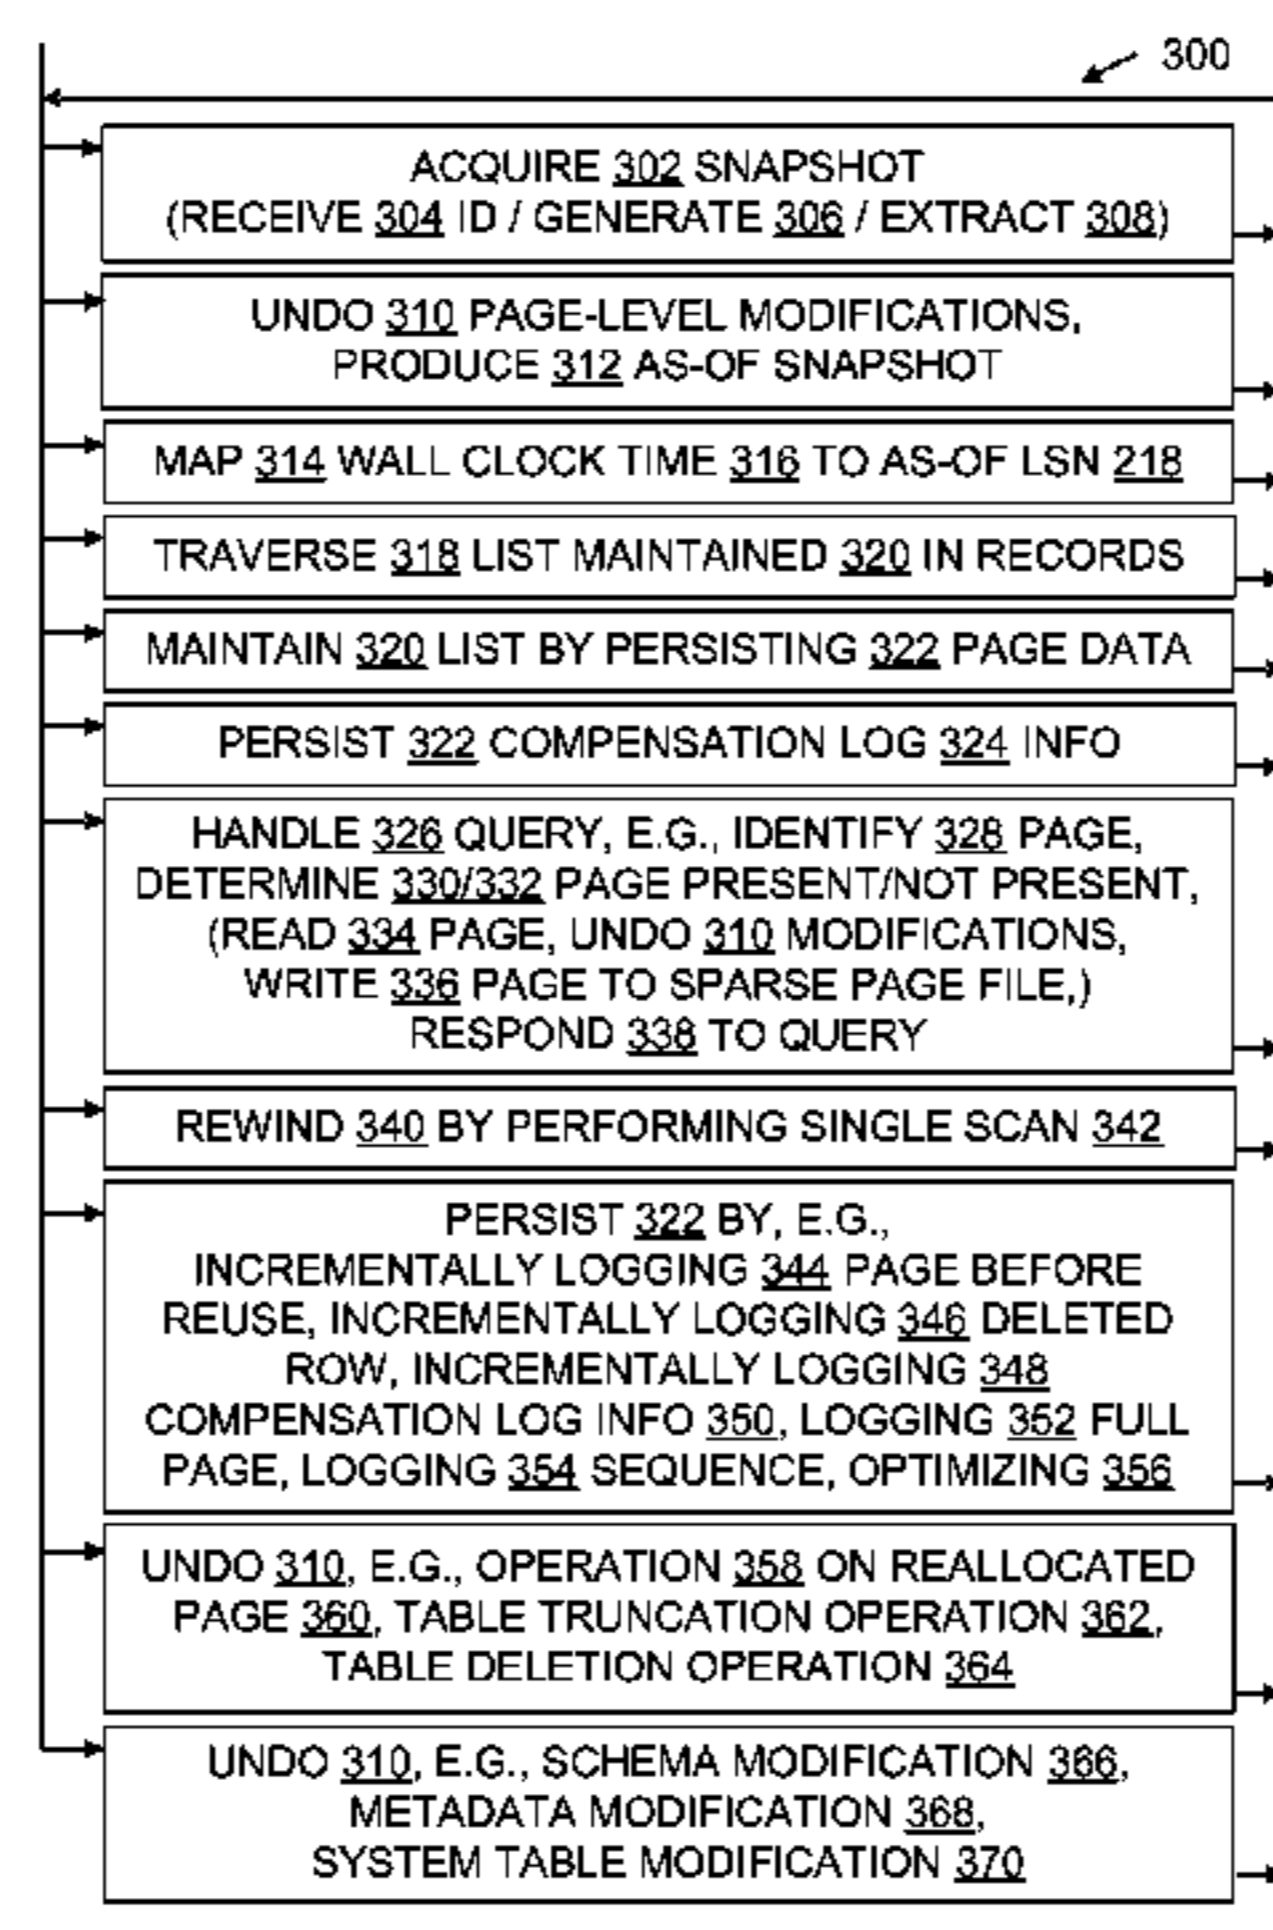 300
ACQUIRE 302 SNAPSHOT
(RECEIVE 304 ID / GENERATE 306 / EXTRACT 308)
UNDO 310 PAGE-LEVEL MODIFICATIONS,
PRODUCE 312 AS-OF SNAPSHOT
MAP 314 WALL CLOCK TIME 316 TO AS-OF LSN 218
TRAVERSE 318 LIST MAINTAINED 320 IN RECORDS
MAINTAIN 320 LIST BY PERSISTING 322 PAGE DATA
PERSIST 322 COMPENSATION LOG 324 INFO
HANDLE 326 QUERY, E.G., IDENTIFY 328 PAGE,
DETERMINE 330/332 PAGE PRESENT/NOT PRESENT,
(READ 334 PAGE, UNDO 310 MODIFICATIONS,
WRITE 336 PAGE TO SPARSE PAGE FILE,)
RESPOND 338 TO QUERY
REWIND 340 BY PERFORMING SINGLE SCAN 342
PERSIST 322 BY, E.G.,
INCREMENTALLY LOGGING 344 PAGE BEFORE
REUSE, INCREMENTALLY LOGGING 346 DELETED
ROW, INCREMENTALLY LOGGING 348
COMPENSATION LOG INFO 350, LOGGING 352 FULL
PAGE, LOGGING 354 SEQUENCE, OPTIMIZING 356
UNDO 310, E.G., OPERATION 358 ON REALLOCATED
PAGE 360, TABLE TRUNCATION OPERATION 362,
TABLE DELETION OPERATION 364
UNDO 310, E.G., SCHEMA MODIFICATION 366,
METADATA MODIFICATION 368,
SYSTEM TABLE MODIFICATION 370